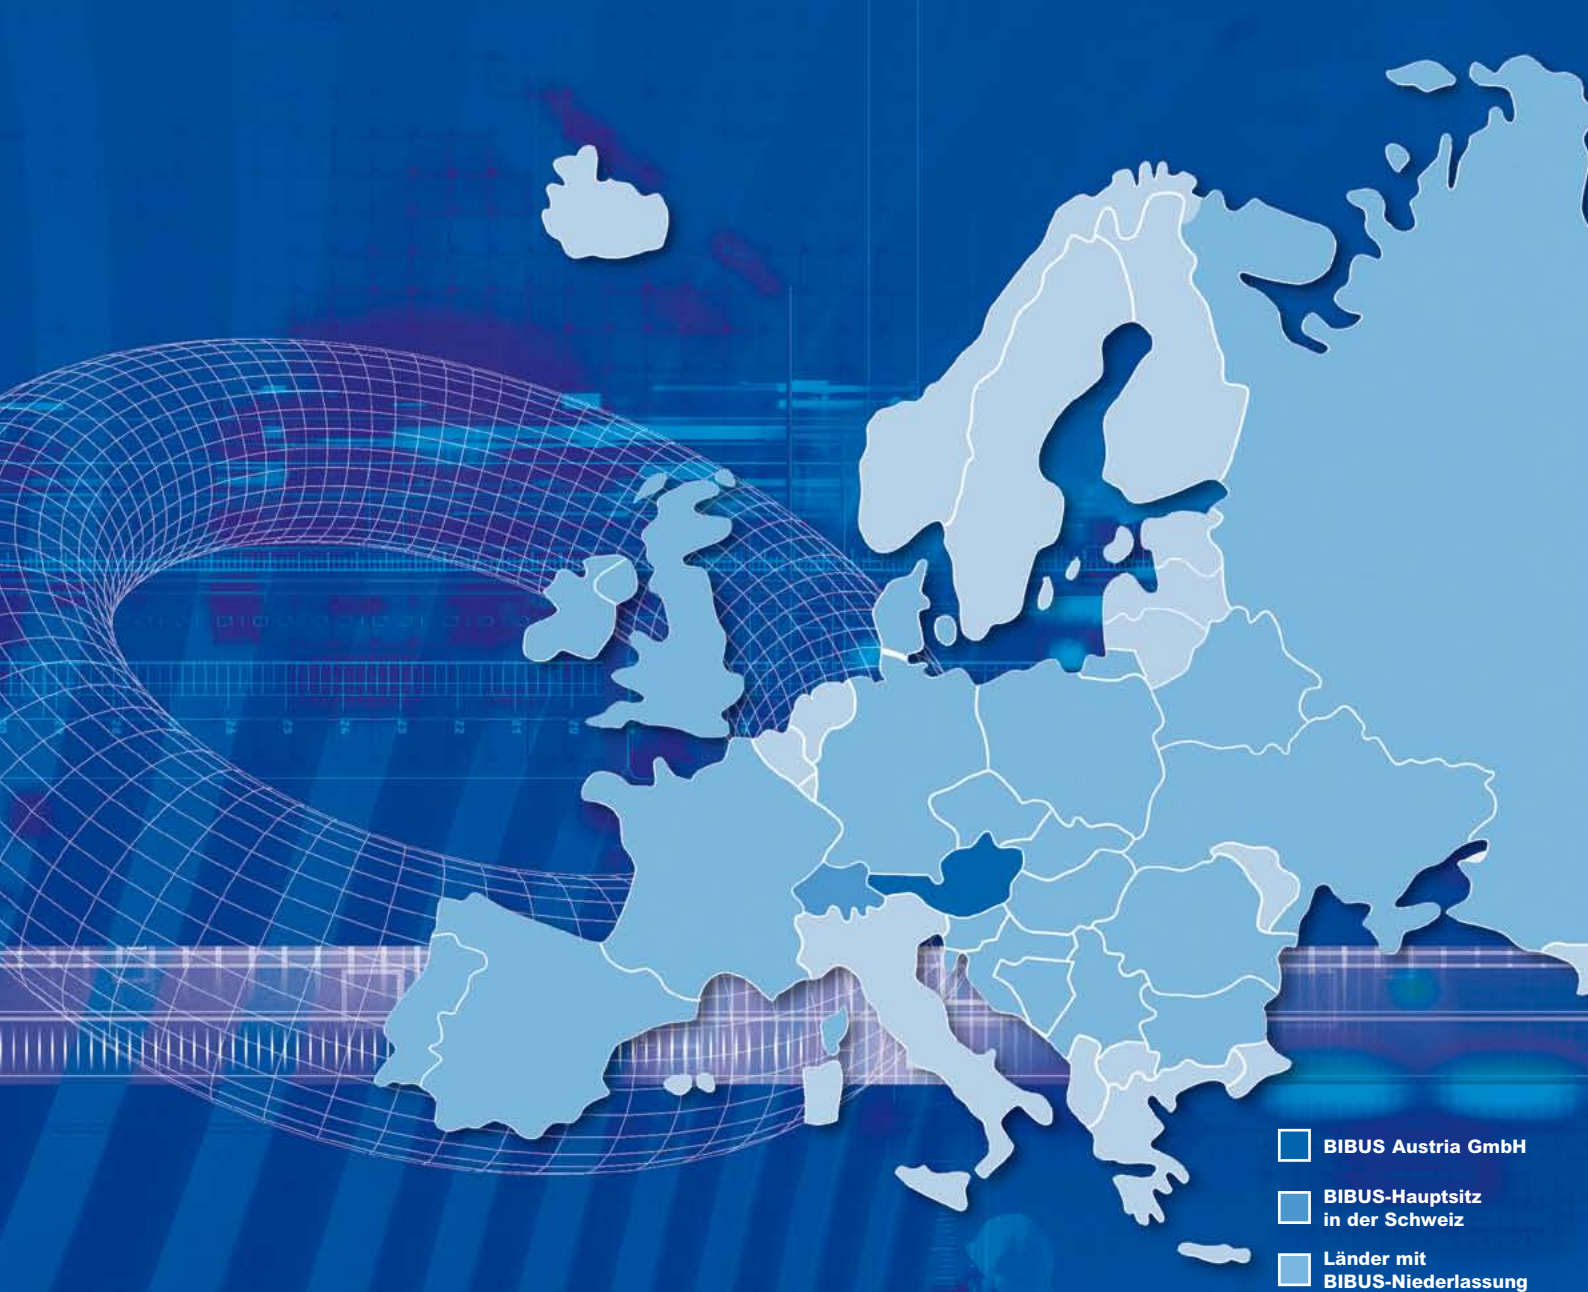 BIBUS Austria GmbH
BIBUS-Hauptsitz
in der Schweiz
Länder mit
BIBUS-Niederlassung